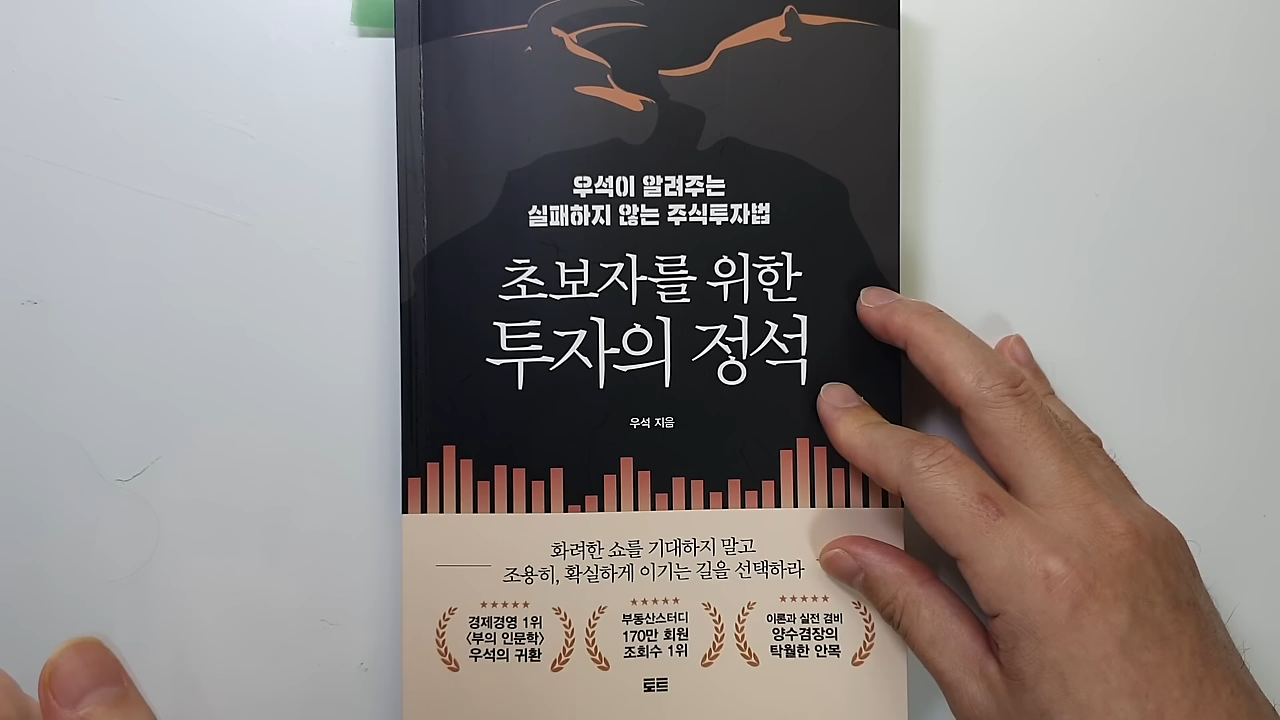 우석이 알려주는
실패하지 않는 주식투자법
초보자를 위한
투자의 정석
우석 지음
화려한 쇼를 기대하지 말고
조용히, 확실하게 이기는 길을 선택하라
경제경영 1위
〈부의 인문학〉
우석의 귀환
부동산스터디
170만 회원
조회수 1위
이론과 실전 겸비
양수겸장의
탁월한 안목
토트